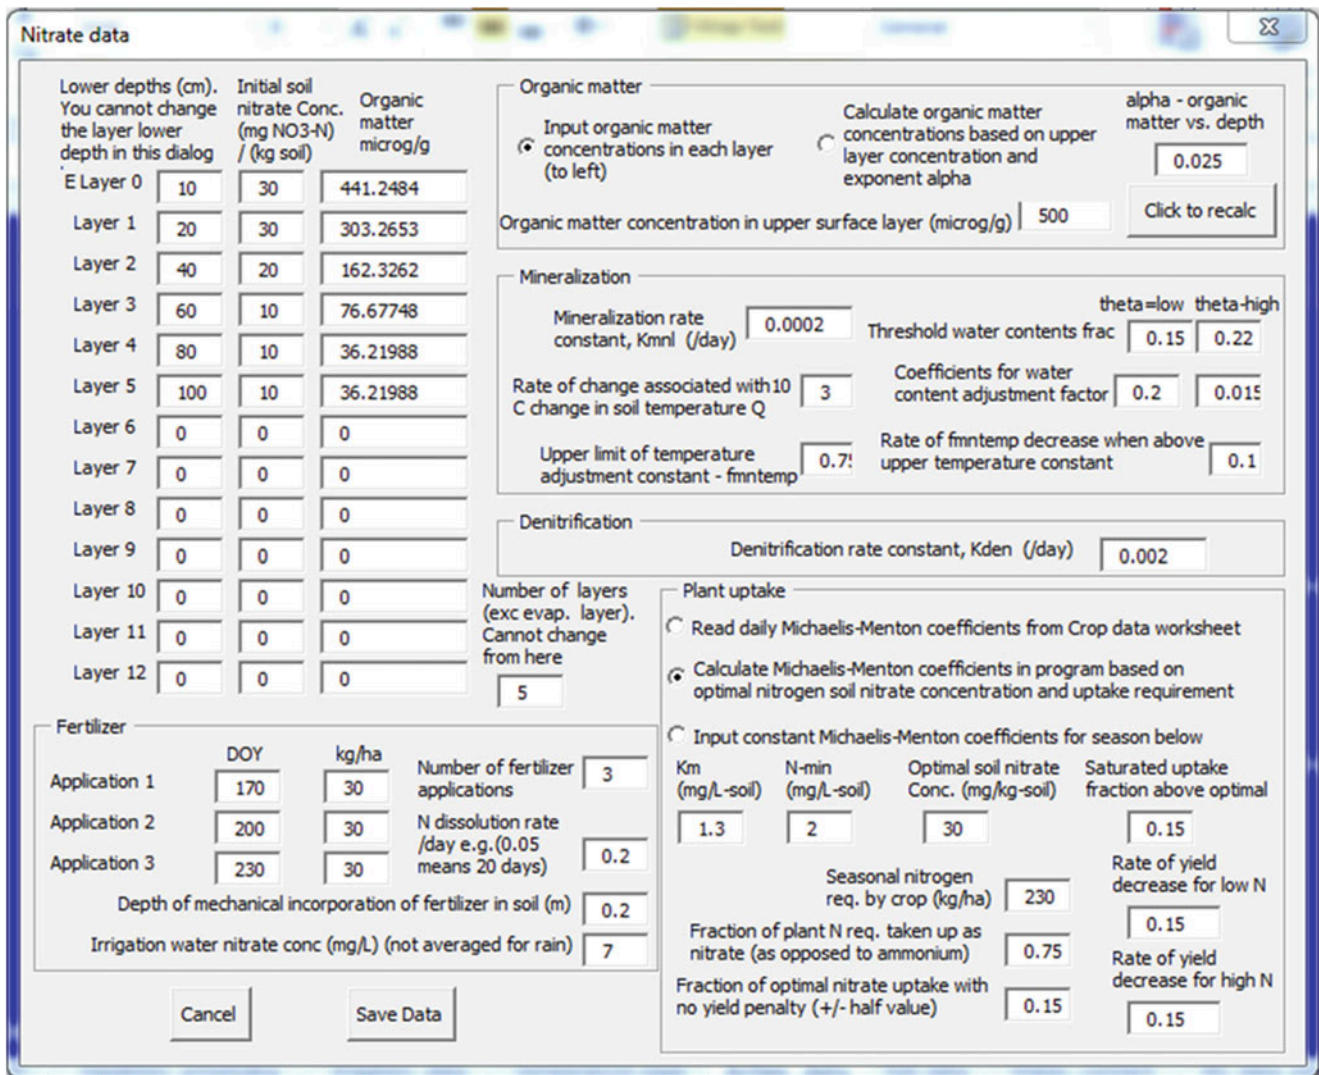 Nitrate data
Lower depths (cm).
You cannot change
the layer lower
depth in this dialog
Initial soil
nitrate Conc.
(mg NO3-N)
/ (kg soil)
Organic
matter
microg/g
E Layer 0 10 30 441.2484
Layer 1 20 30 303.2653
Layer 2 40 20 162.3262
Layer 3 60 10 76.67748
Layer 4 80 10 36.21988
Layer 5 100 10 36.21988
Layer 6 0 0 0
Layer 7 0 0 0
Layer 8 0 0 0
Layer 9 0 0 0
Layer 10 0 0 0
Layer 11 0 0 0
Layer 12 0 0 0
Number of layers
(exc evap. layer).
Cannot change
from here
5
Organic matter
Input organic matter
concentrations in each layer
(to left)
Calculate organic matter
concentrations based on upper
layer concentration and
exponent alpha
alpha - organic
matter vs. depth
0.025
Organic matter concentration in upper surface layer (microg/g) 500
Click to recalc
Mineralization
Mineralization rate
constant, Kmnl (/day)
0.0002
theta=low theta-high
Threshold water contents frac 0.15 0.22
Rate of change associated with 10
C change in soil temperature Q
3
Coefficients for water
content adjustment factor
0.2 0.015
Upper limit of temperature
adjustment constant - fmntemp
0.7
Rate of fmntemp decrease when above
upper temperature constant
0.1
Denitrification
Denitrification rate constant, Kden (/day) 0.002
Plant uptake
Read daily Michaelis-Menton coefficients from Crop data worksheet
Calculate Michaelis-Menton coefficients in program based on
optimal nitrogen soil nitrate concentration and uptake requirement
Input constant Michaelis-Menton coefficients for season below
Km
(mg/L-soil)
1.3
N-min
(mg/L-soil)
2
Optimal soil nitrate
Conc. (mg/kg-soil)
30
Saturated uptake
fraction above optimal
0.15
Seasonal nitrogen
req. by crop (kg/ha)
230
Rate of yield
decrease for low N
0.15
Fraction of plant N req. taken up as
nitrate (as opposed to ammonium)
0.75
Rate of yield
decrease for high N
0.15
Fraction of optimal nitrate uptake with
no yield penalty (+/- half value)
0.15
Fertilizer
DOY kg/ha
Application 1 170 30
Application 2 200 30
Application 3 230 30
Number of fertilizer
applications
3
N dissolution rate
/day e.g.(0.05
means 20 days)
0.2
Depth of mechanical incorporation of fertilizer in soil (m) 0.2
Irrigation water nitrate conc (mg/L) (not averaged for rain) 7
Cancel
Save Data